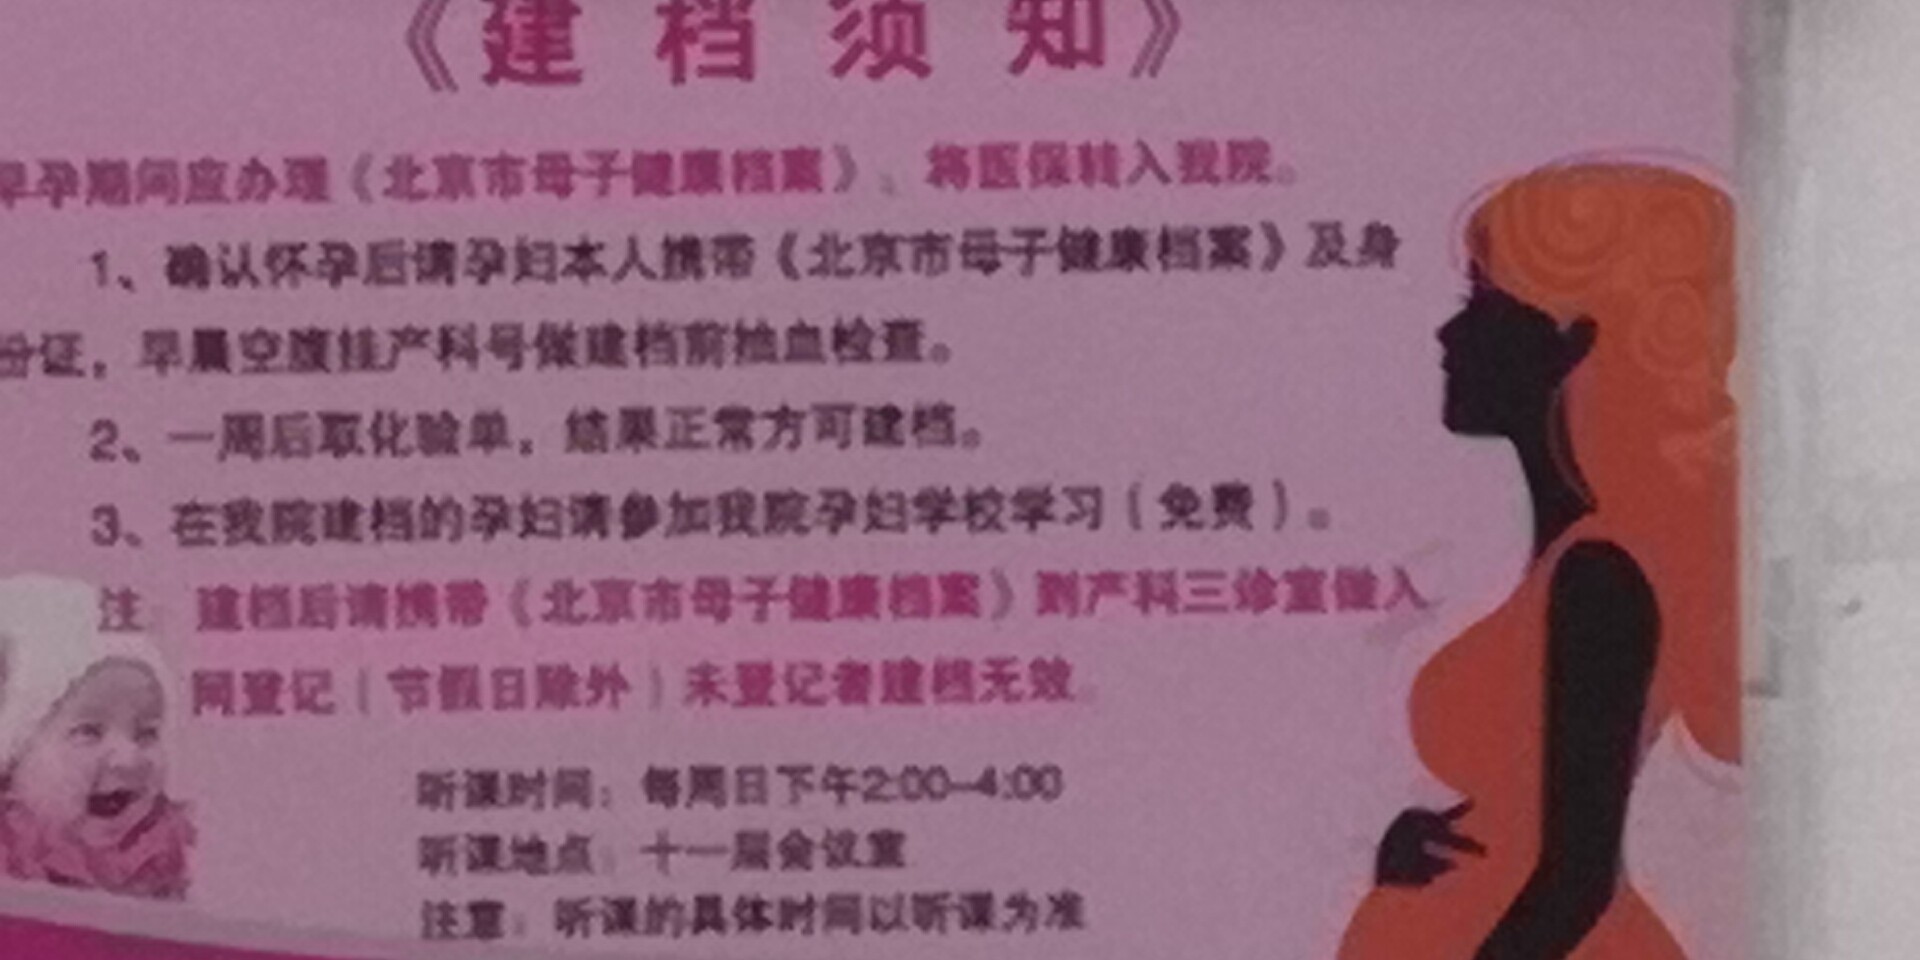 《建档须知》
早孕期间应办理《北京市母子健康档案》、将医保转入我院。
1、确认怀孕后请孕妇本人携带《北京市母子健康档案》及身
份证，早晨空腹挂产科号做建档前抽血检查。
2、一周后取化验单，结果正常方可建档。
3、在我院建档的孕妇请参加我院孕妇学校学习（免费）。
注：建档后请携带《北京市母子健康档案》到产科三诊室做入
网登记（节假日除外）未登记者建档无效。
听课时间：每周日下午2:00-4:00
听课地点：十一层会议室
注意：听课的具体时间以听课为准